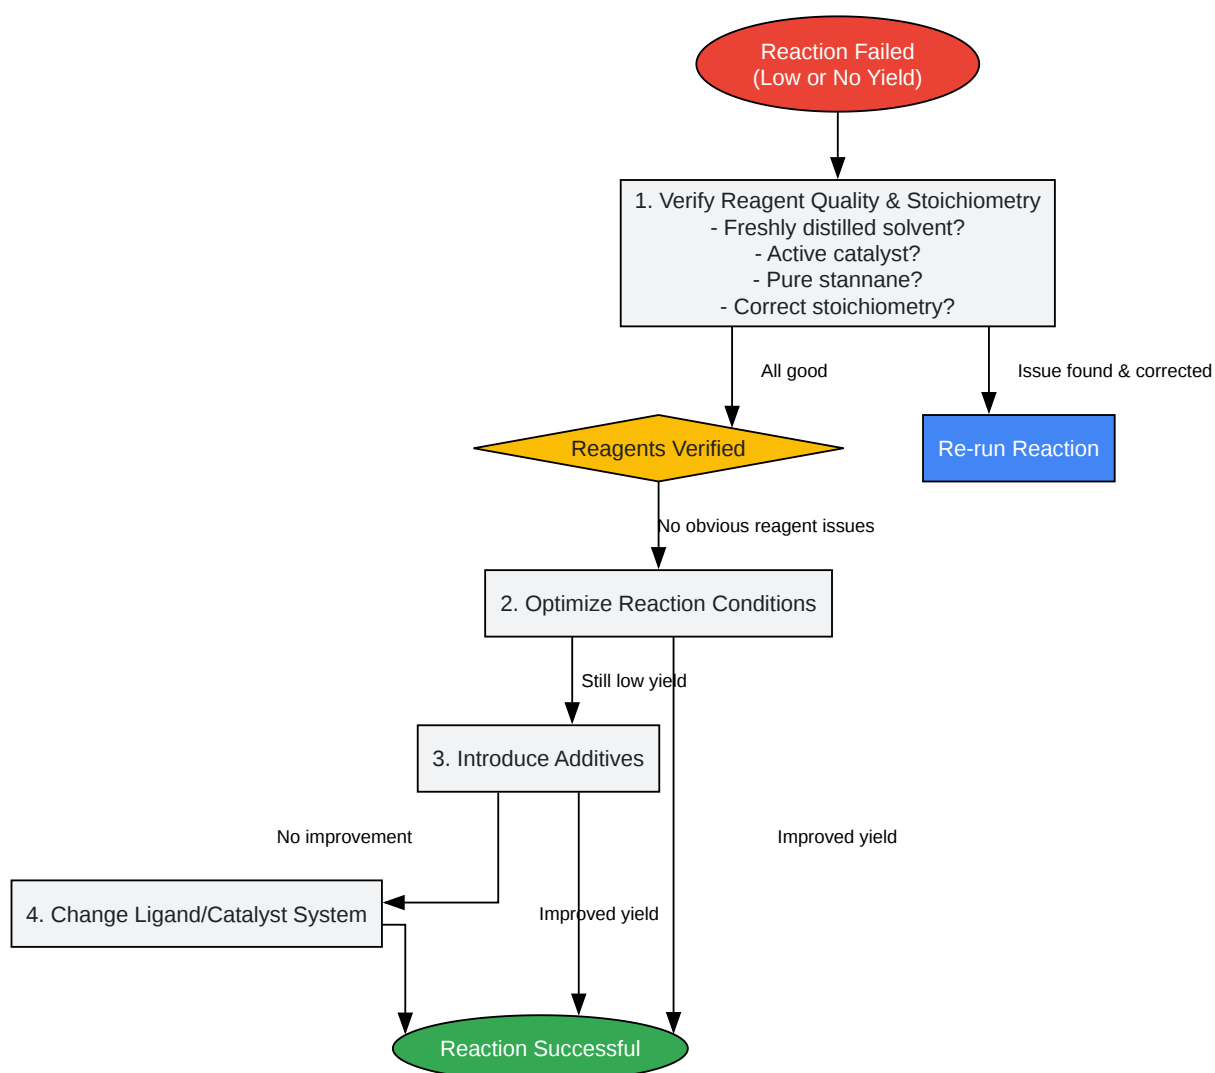 Reaction Failed
(Low or No Yield)
1. Verify Reagent Quality & Stoichiometry
- Freshly distilled solvent?
- Active catalyst?
- Pure stannane?
- Correct stoichiometry?
All good
Issue found & corrected
Reagents Verified
Re-run Reaction
No obvious reagent issues
2. Optimize Reaction Conditions
Still low yield
3. Introduce Additives
No improvement
Improved yield
4. Change Ligand/Catalyst System
Improved yield
Reaction Successful